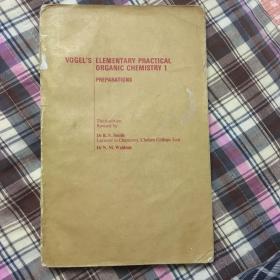 VOGEL'S ELEMENTARY PRACTICAL
ORGANIC CHEMISTRY 1
PREPARATIONS
Third edition
Revised by
Dr B. V. Smith
Lecturer in Chemistry, Chelsea College, London
Dr N. M. Waldron